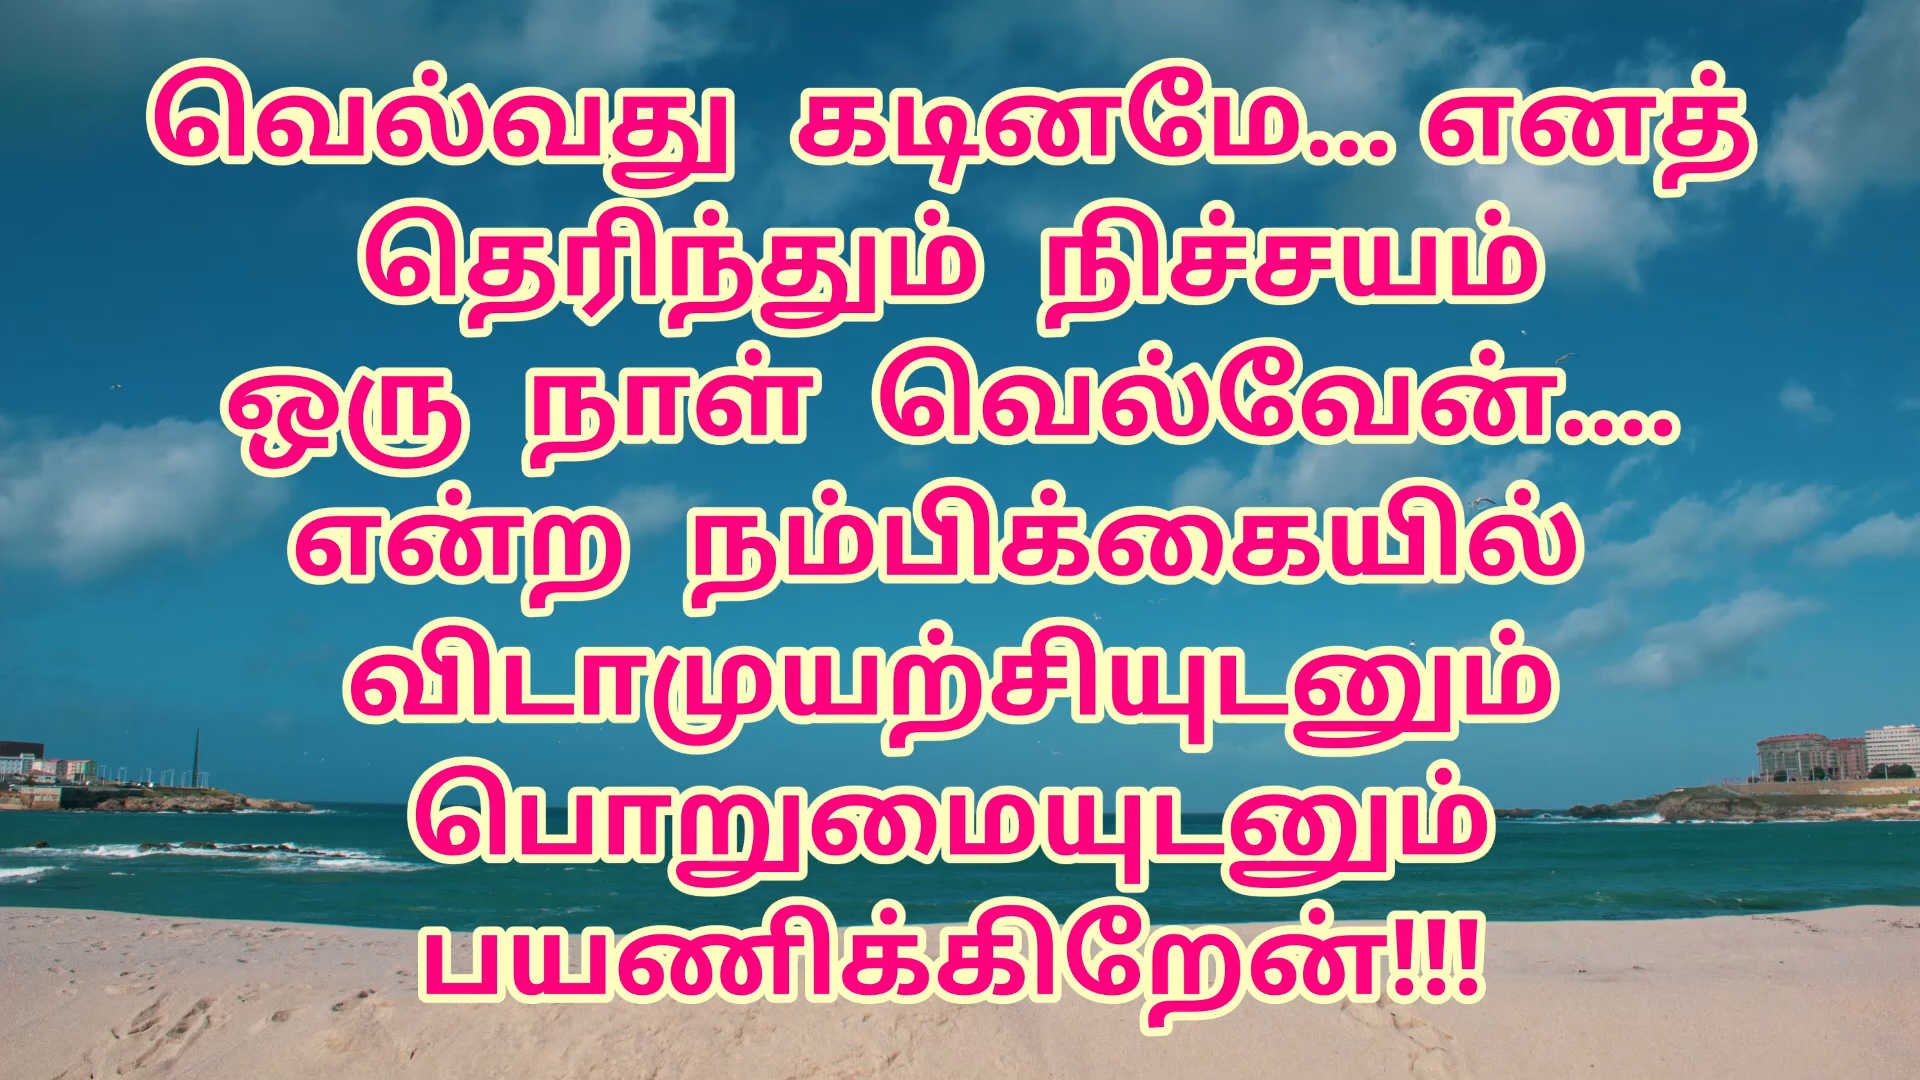 வெல்வது கடினமே... எனத்
தெரிந்தும் நிச்சயம்
ஒரு நாள் வெல்வேன்....
என்ற நம்பிக்கையில்
விடாமுயற்சியுடனும்
பொறுமையுடனும்
பயணிக்கிறேன்!!!